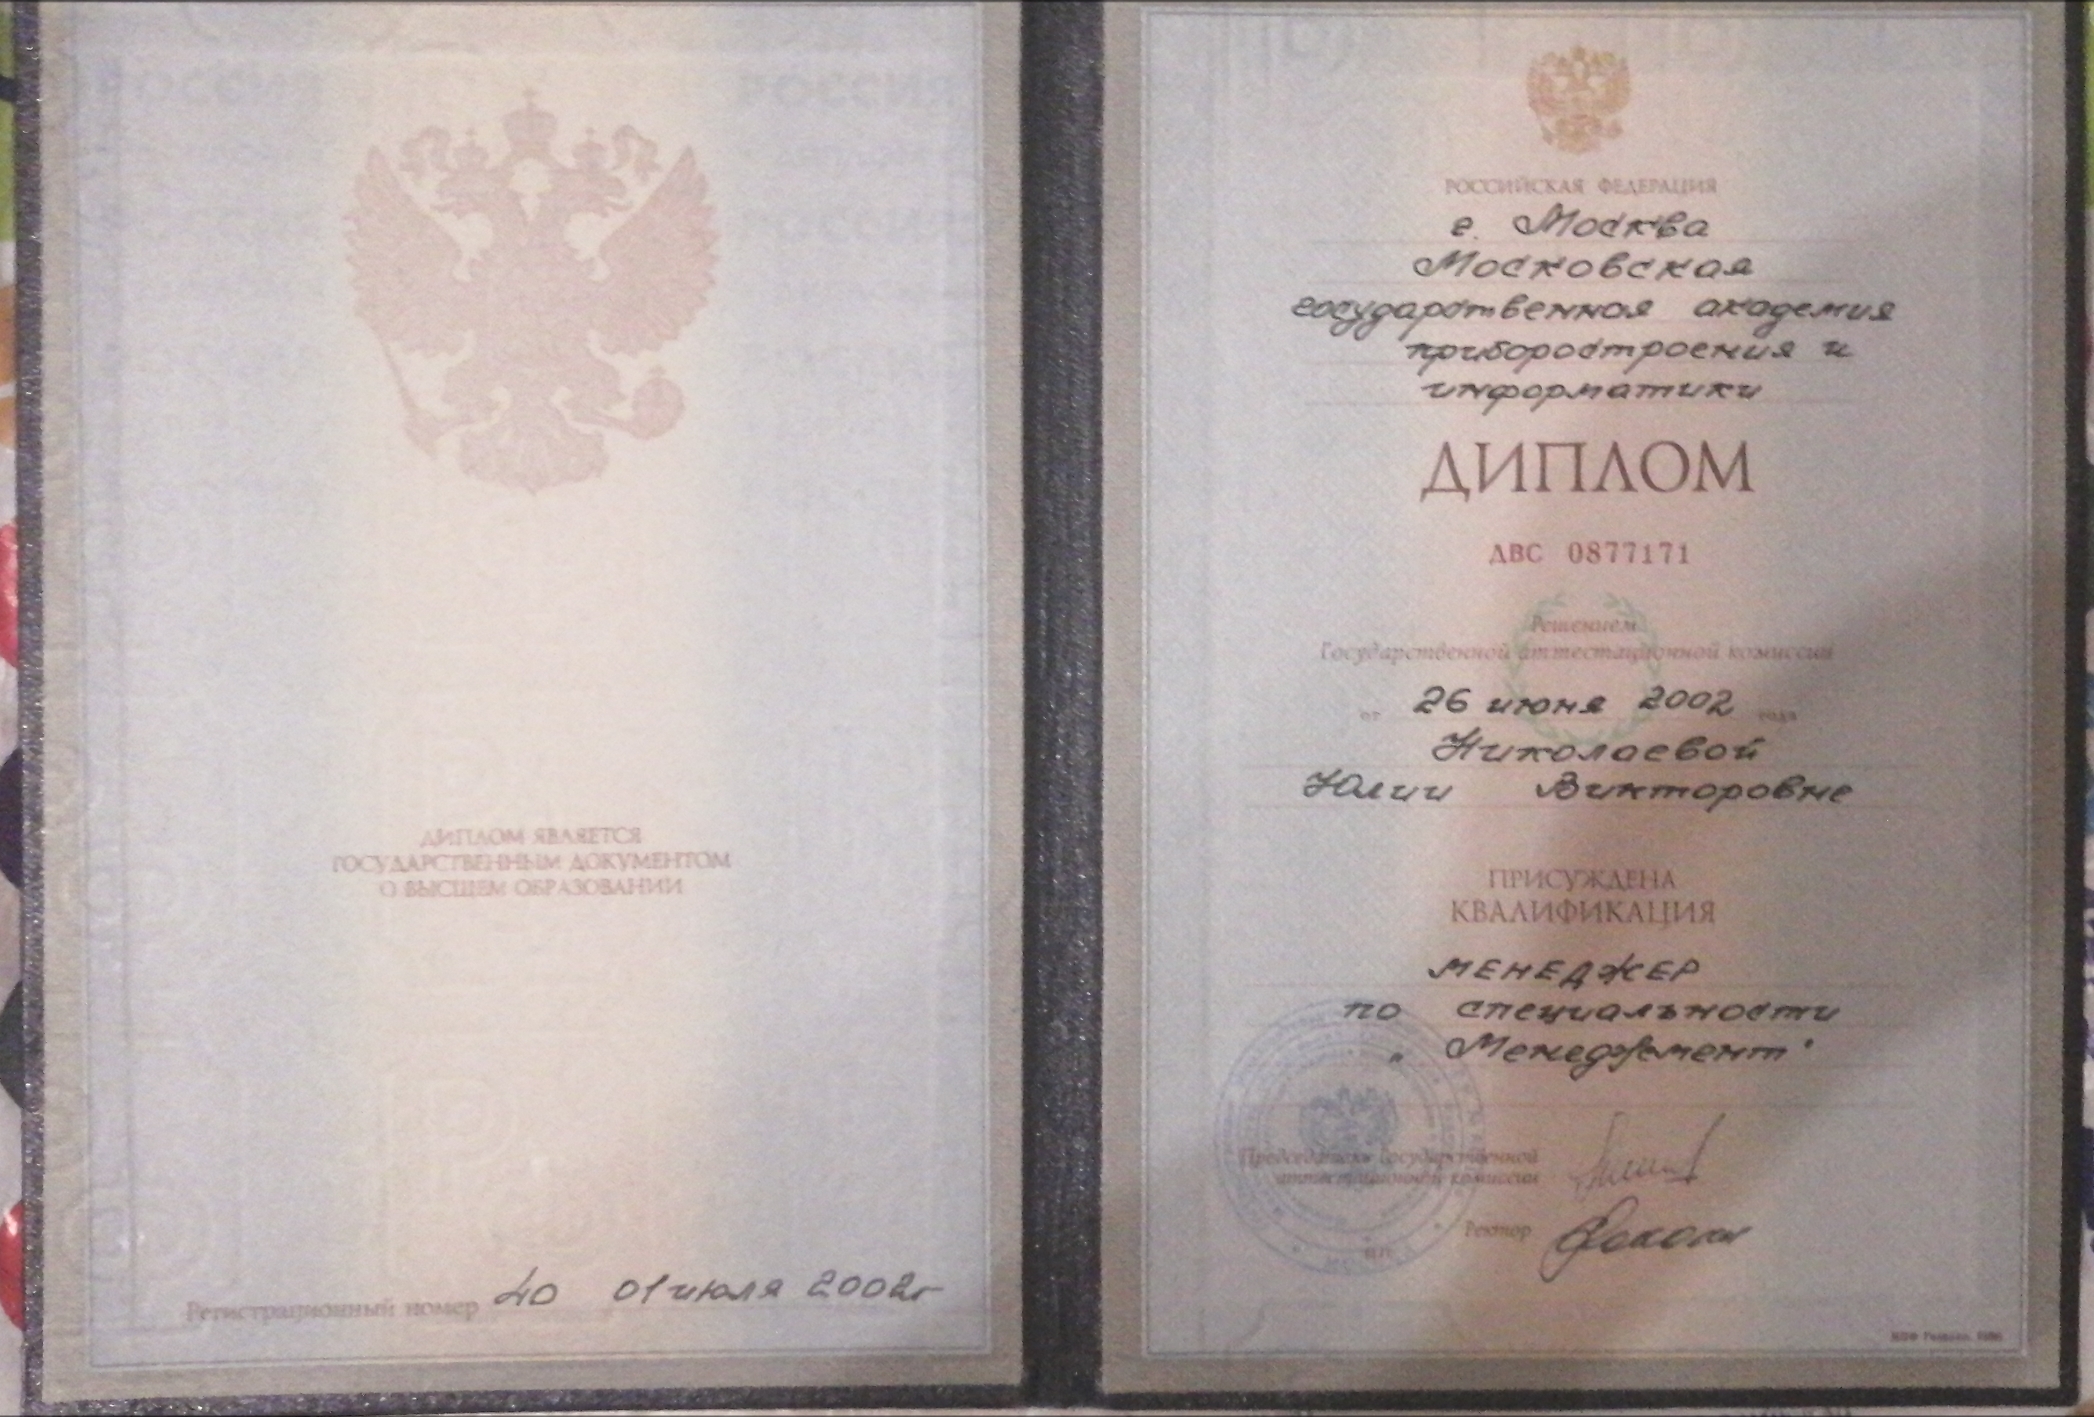 РОССИЯ
РОССИЯ
ДИПЛОМ ЯВЛЯЕТСЯ
ГОСУДАРСТВЕННЫМ ДОКУМЕНТОМ
О ВЫСШЕМ ОБРАЗОВАНИИ
Регистрационный номер 40 01 июля 2002г
РОССИЙСКАЯ ФЕДЕРАЦИЯ
г. Москва
Московская
государственная академия
приборостроения и
информатики
ДИПЛОМ
ДВС 0877171
Решением
Государственной аттестационной комиссии
от 26 июня 2002 года
Николаевой
Юлии Викторовне
ПРИСУЖДЕНА
КВАЛИФИКАЦИЯ
МЕНЕДЖЕР
по специальности
"Менеджмент"
Председатель Государственной
аттестационной комиссии
Ректор
М.П.